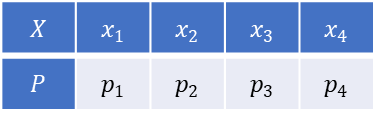 X x₁ x₂ x₃ x₄
P p₁ p₂ p₃ p₄